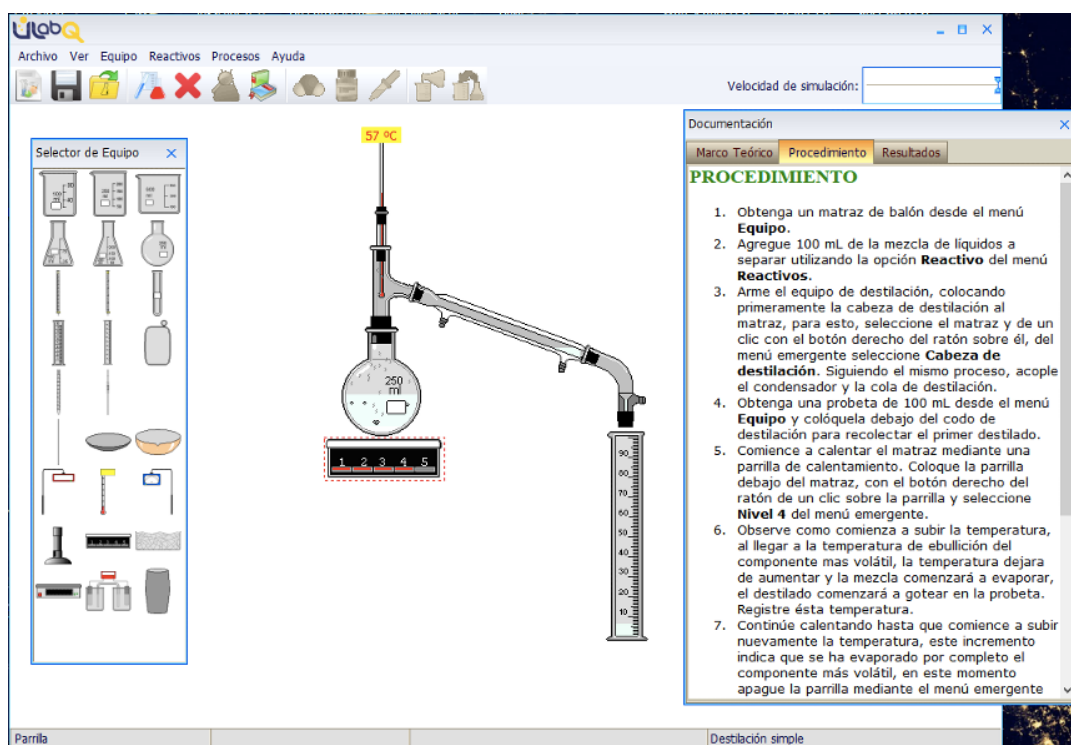 ULabQ
Archivo Ver Equipo Reactivos Procesos Ayuda
Velocidad de simulación:
Selector de Equipo
57 ºC
250
ml
1 2 3 4 5
90
80
70
60
50
40
30
20
10
Documentación
Marco Teórico Procedimiento Resultados
PROCEDIMIENTO
1. Obtenga un matraz de balón desde el menú
Equipo.
2. Agregue 100 mL de la mezcla de líquidos a
separar utilizando la opción Reactivo del menú
Reactivos.
3. Arme el equipo de destilación, colocando
primeramente la cabeza de destilación al
matraz, para esto, seleccione el matraz y de un
clic con el botón derecho del ratón sobre él, del
menú emergente seleccione Cabeza de
destilación. Siguiendo el mismo proceso, acople
el condensador y la cola de destilación.
4. Obtenga una probeta de 100 mL desde el menú
Equipo y colóquela debajo del codo de
destilación para recolectar el primer destilado.
5. Comience a calentar el matraz mediante una
parrilla de calentamiento. Coloque la parrilla
debajo del matraz, con el botón derecho del
ratón de un clic sobre la parrilla y seleccione
Nivel 4 del menú emergente.
6. Observe como comienza a subir la temperatura,
al llegar a la temperatura de ebullición del
componente mas volátil, la temperatura dejara
de aumentar y la mezcla comenzará a evaporar,
el destilado comenzará a gotear en la probeta.
Registre ésta temperatura.
7. Continúe calentando hasta que comience a subir
nuevamente la temperatura, este incremento
indica que se ha evaporado por completo el
componente más volátil, en este momento
apague la parrilla mediante el menú emergente
Parrilla
Destilación simple